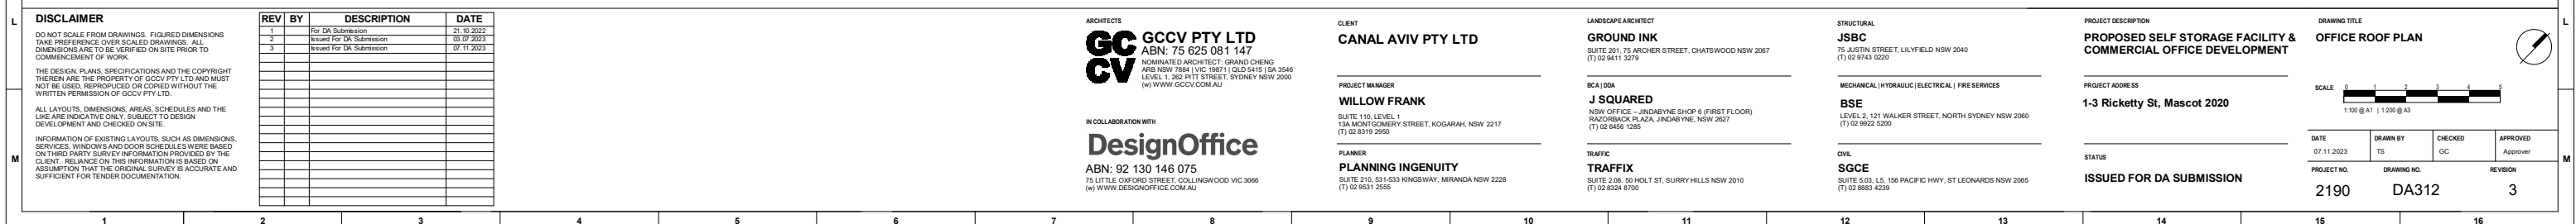 L
DISCLAIMER
DO NOT SCALE FROM DRAWINGS. FIGURED DIMENSIONS
TAKE PREFERENCE OVER SCALED DRAWINGS. ALL
DIMENSIONS ARE TO BE VERIFIED ON SITE PRIOR TO
COMMENCEMENT OF WORK.
THE DESIGN, PLANS, SPECIFICATIONS AND THE COPYRIGHT
THEREIN ARE THE PROPERTY OF GCCV PTY LTD AND MUST
NOT BE USED, REPROPUCED OR COPIED WITHOUT THE
WRITTEN PERMISSION OF GCCV PTY LTD.
ALL LAYOUTS, DIMENSIONS, AREAS, SCHEDULES AND THE
LIKE ARE INDICATIVE ONLY, SUBJECT TO DESIGN
DEVELOPMENT AND CHECKED ON SITE.
INFORMATION OF EXISTING LAYOUTS, SUCH AS DIMENSIONS,
SERVICES, WINDOWS AND DOOR SCHEDULES WERE BASED
ON THIRD PARTY SURVEY INFORMATION PROVIDED BY THE
CLIENT. RELIANCE ON THIS INFORMATION IS BASED ON
ASSUMPTION THAT THE ORIGINAL SURVEY IS ACCURATE AND
SUFFICIENT FOR TENDER DOCUMENTATION.
M
REV BY DESCRIPTION DATE
1 For DA Submission 21.10.2022
2 Issued For DA Submission 03.07.2023
3 Issued For DA Submission 07.11.2023
ARCHITECTS
GC
CV
GCCV PTY LTD
ABN: 75 625 081 147
NOMINATED ARCHITECT: GRAND CHENG
ARB NSW 7884 | VIC 19871 | QLD 5415 | SA 3546
LEVEL 1, 262 PITT STREET, SYDNEY NSW 2000
(w) WWW.GCCV.COM.AU
IN COLLABORATION WITH
DesignOffice
ABN: 92 130 146 075
75 LITTLE OXFORD STREET, COLLINGWOOD VIC 3066
(w) WWW.DESIGNOFFICE.COM.AU
CLIENT
CANAL AVIV PTY LTD
PROJECT MANAGER
WILLOW FRANK
SUITE 110, LEVEL 1
13A MONTGOMERY STREET, KOGARAH, NSW 2217
(T) 02 8319 2950
PLANNER
PLANNING INGENUITY
SUITE 210, 531-533 KINGSWAY, MIRANDA NSW 2228
(T) 02 9531 2555
LANDSCAPE ARCHITECT
GROUND INK
SUITE 201, 75 ARCHER STREET, CHATSWOOD NSW 2067
(T) 02 9411 3279
BCA | DDA
J SQUARED
NSW OFFICE – JINDABYNE SHOP 6 (FIRST FLOOR)
RAZORBACK PLAZA, JINDABYNE, NSW 2627
(T) 02 6456 1285
TRAFFIC
TRAFFIX
SUITE 2.08. 50 HOLT ST, SURRY HILLS NSW 2010
(T) 02 8324 8700
STRUCTURAL
JSBC
75 JUSTIN STREET, LILYFIELD NSW 2040
(T) 02 9743 0220
MECHANICAL | HYDRAULIC | ELECTRICAL | FIRE SERVICES
BSE
LEVEL 2, 121 WALKER STREET, NORTH SYDNEY NSW 2060
(T) 02 9922 5200
CIVIL
SGCE
SUITE 5.03, L5, 156 PACIFIC HWY, ST LEONARDS NSW 2065
(T) 02 8883 4239
PROJECT DESCRIPTION
PROPOSED SELF STORAGE FACILITY &
COMMERCIAL OFFICE DEVELOPMENT
PROJECT ADDRESS
1-3 Ricketty St, Mascot 2020
STATUS
ISSUED FOR DA SUBMISSION
DRAWING TITLE
OFFICE ROOF PLAN
SCALE 0 1 2 3 4 5
1:100 @ A1 | 1:200 @ A3
DATE DRAWN BY CHECKED APPROVED
07.11.2023 TS GC Approver
PROJECT NO. DRAWING NO. REVISION
2190 DA312 3
L
M
1 2 3 4 5 6 7 8 9 10 11 12 13 14 15 16